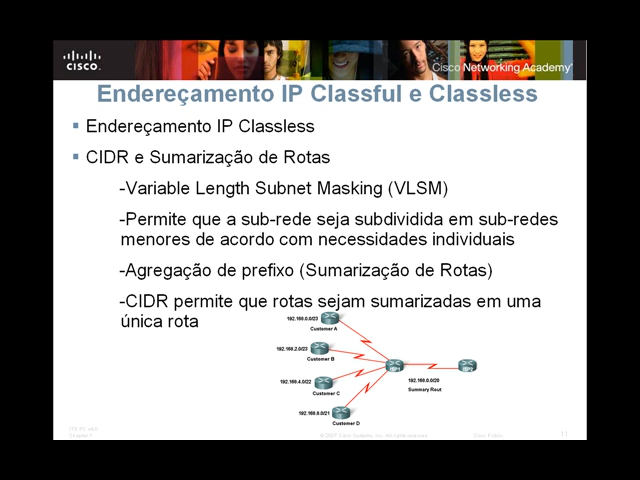 CISCO
Cisco Networking Academy
Endereçamento IP Classful e Classless
Endereçamento IP Classless
CIDR e Sumarização de Rotas
-Variable Length Subnet Masking (VLSM)
-Permite que a sub-rede seja subdividida em sub-redes
menores de acordo com necessidades individuais
-Agregação de prefixo (Sumarização de Rotas)
-CIDR permite que rotas sejam sumarizadas em uma
única rota
192.168.0.0/23
Customer A
192.168.2.0/23
Customer B
192.168.4.0/22
Customer C
192.168.8.0/21
Customer D
ISP1
192.168.0.0/20
Summary Rout
11